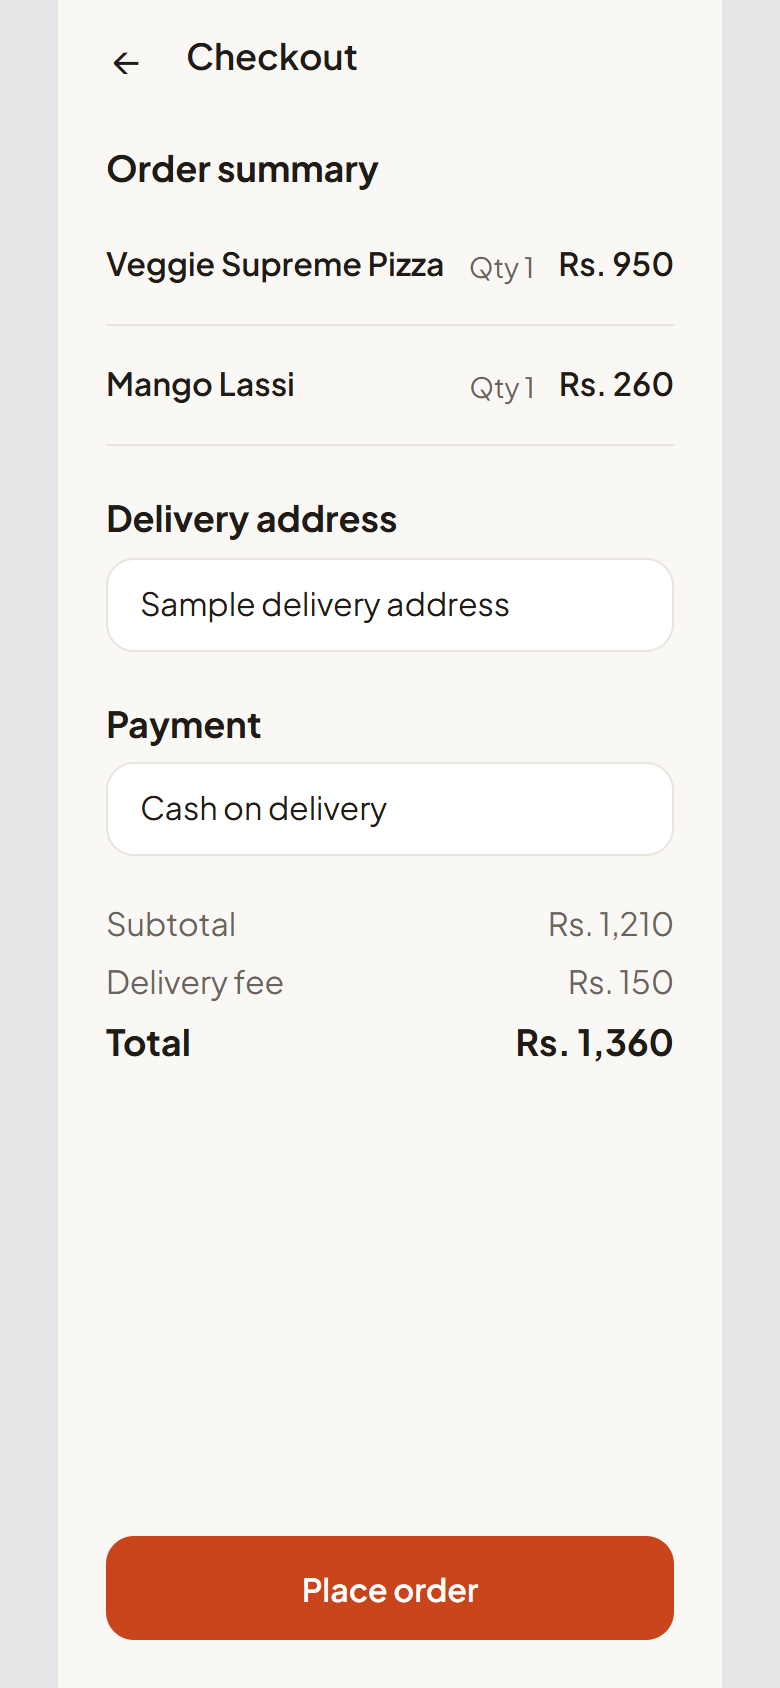 ← Checkout
Order summary
Veggie Supreme Pizza Qty 1 Rs. 950
Mango Lassi Qty 1 Rs. 260
Delivery address
Sample delivery address
Payment
Cash on delivery
Subtotal Rs. 1,210
Delivery fee Rs. 150
Total Rs. 1,360
Place order